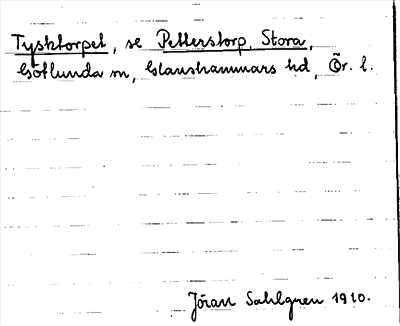 Tysktorpet, se Petterstorp, Stora,
Götlunda sn, Glanshammars hd, Ör. l.
Jöran Sahlgren 1910.